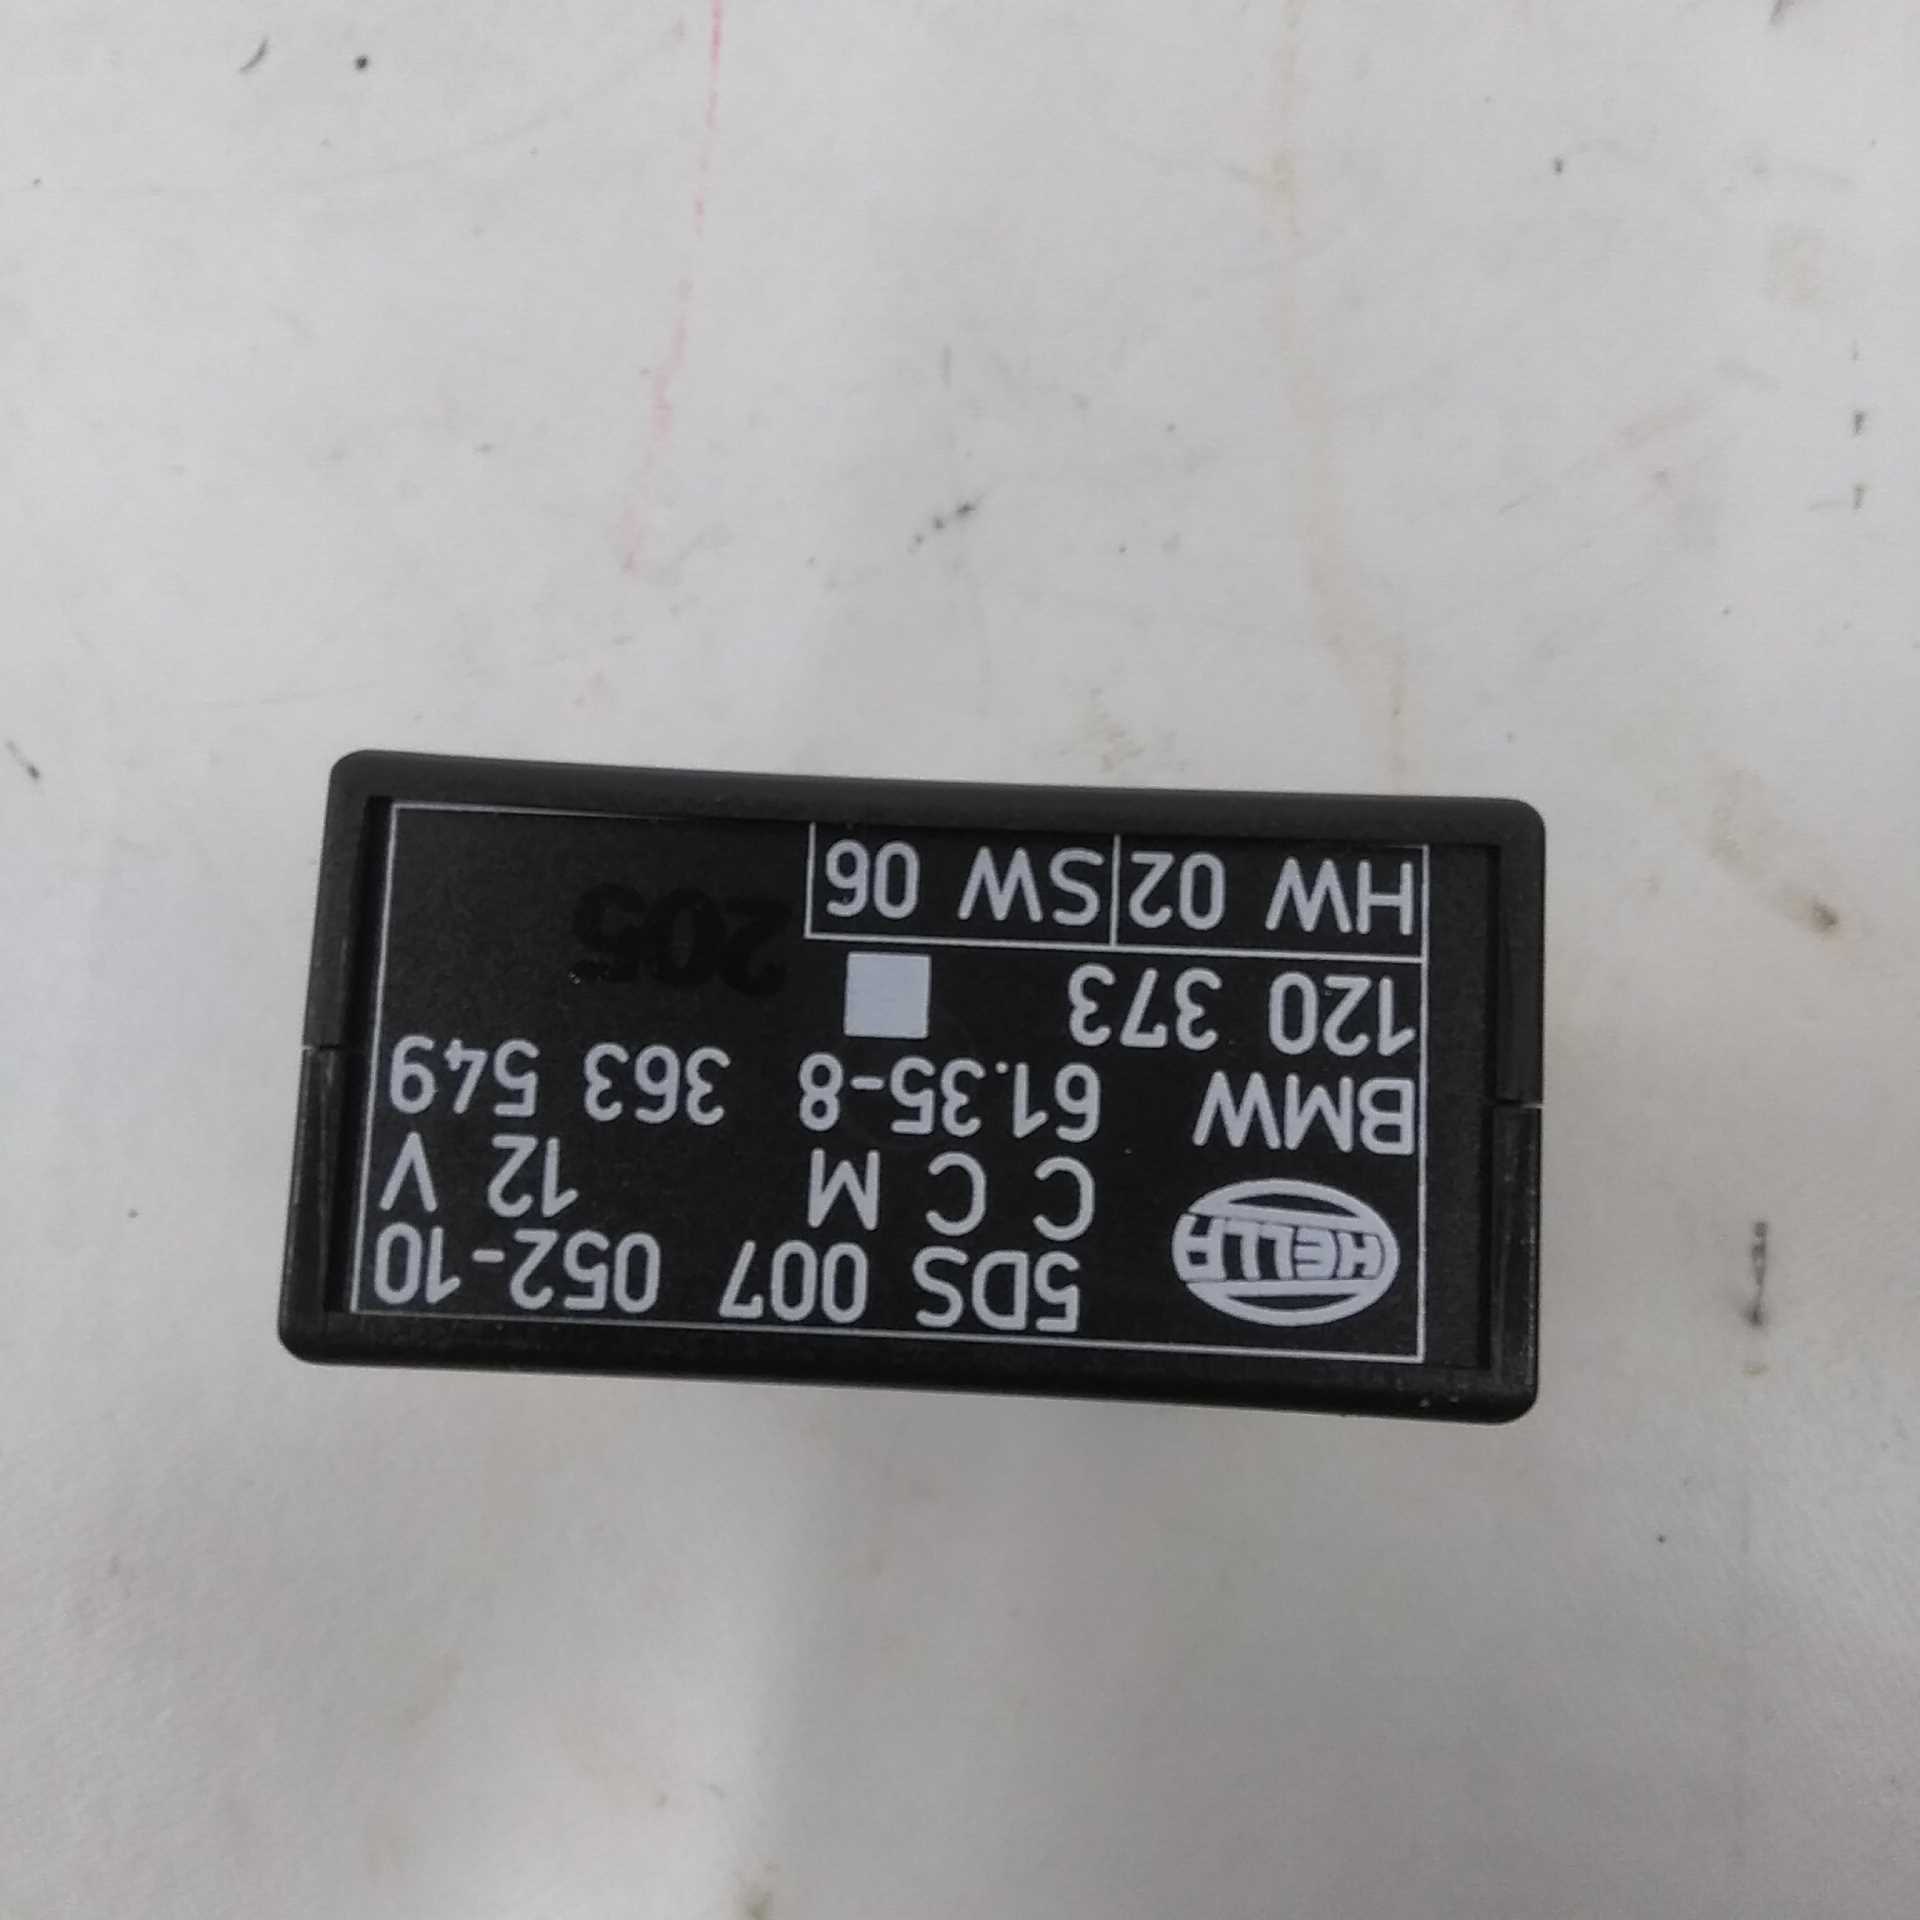 HELLA
5DS 007 052-10
C C M 12 V
BMW 61.35-8 363 549
120 373
HW 02 SW 06
205